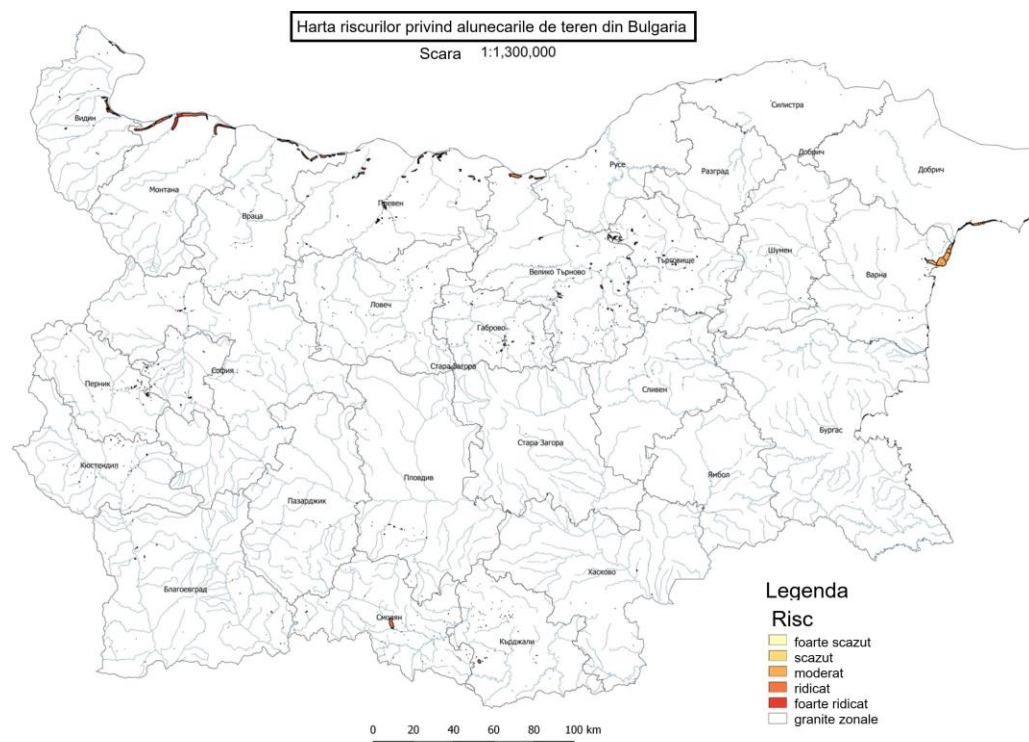 Harta riscurilor privind alunecarile de teren din Bulgaria
Scara 1:1,300,000
Видин
Силистра
Добрич
Добрич
Русе
Разград
Монтана
Враца
Плевен
Русе
Търговище
Шумен
Варна
Велико Търново
Ловеч
Габрово
Стара Загора
София
Перник
Сливен
Бургас
Стара Загора
Ямбол
Кюстендил
Пловдив
Пазарджик
Хасково
Благоевград
Смолян
Кърджали
Legenda
Risc
foarte scazut
scazut
moderat
ridicat
foarte ridicat
granite zonale
0 20 40 60 80 100 km